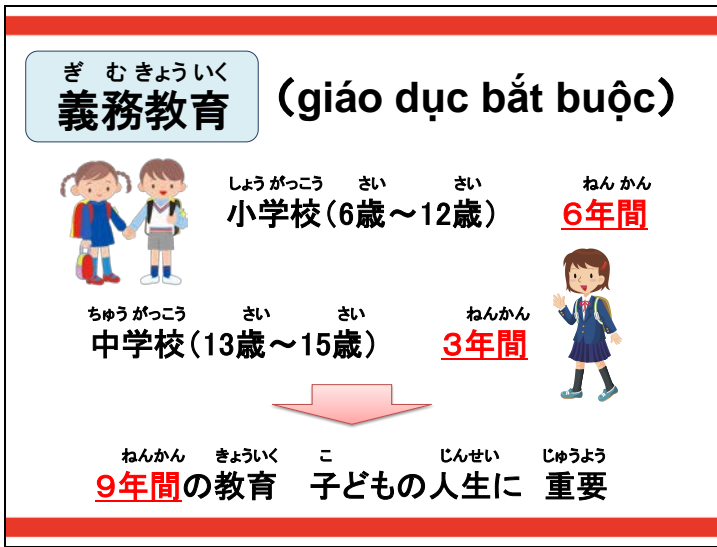 ぎ む きょう いく
義務教育 （giáo dục bắt buộc）
しょう がっこう さい さい ねん かん
小学校（6歳～12歳） ６年間
ちゅう がっこう さい さい ねんかん
中学校（13歳～15歳） ３年間
ねんかん きょういく こ じんせい じゅうよう
９年間の教育 子どもの人生に 重要